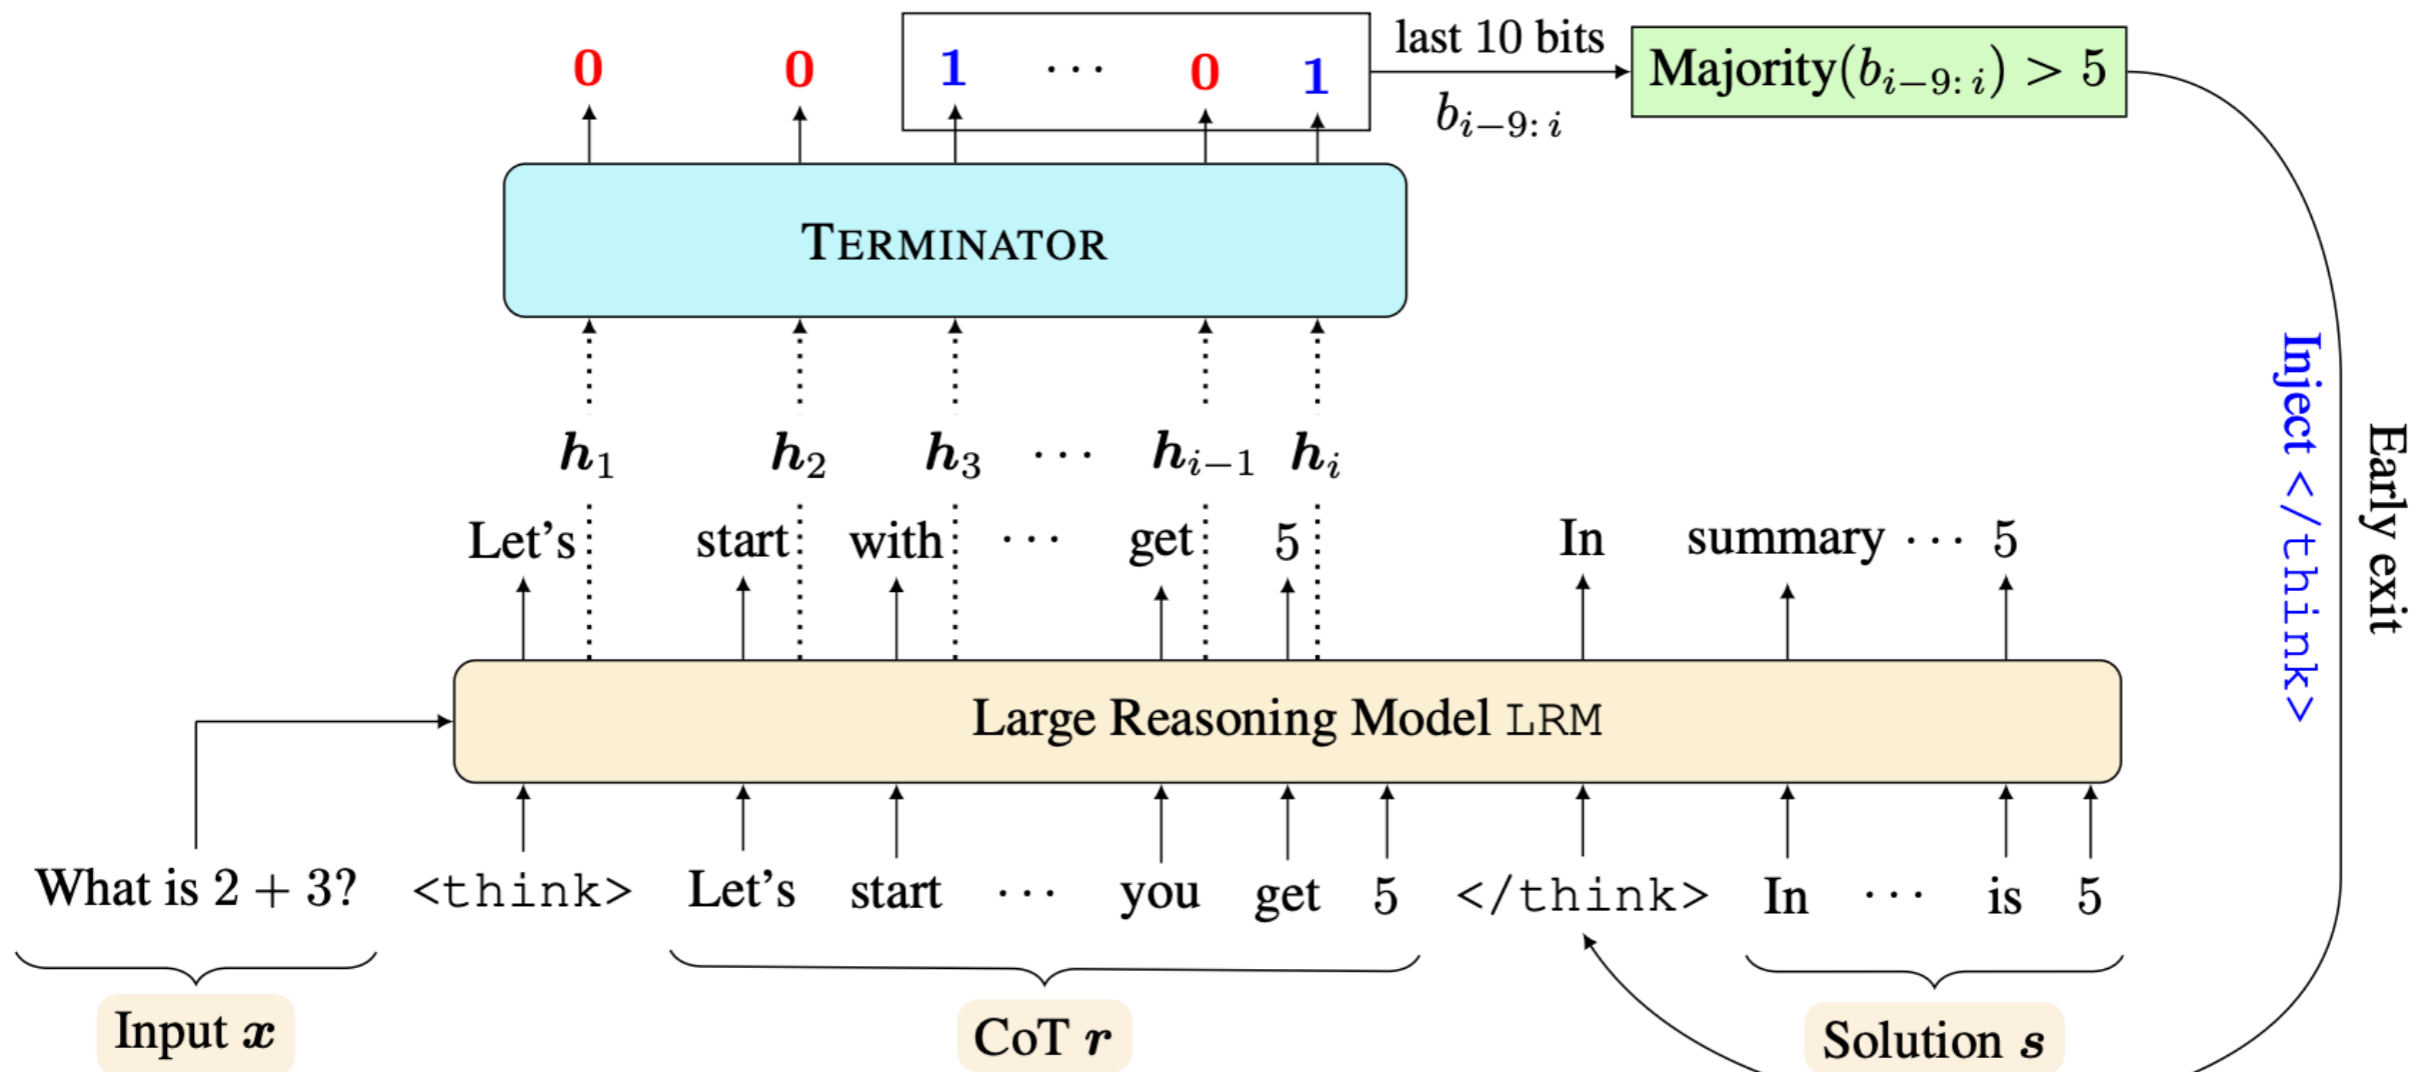 0 0 1 ··· 0 1
last 10 bits
b_{i−9: i}
Majority(b_{i−9: i}) > 5
TERMINATOR
h_1 h_2 h_3 ··· h_{i−1} h_i
Let's start with ··· get 5 In summary ··· 5
Large Reasoning Model LRM
What is 2 + 3? <think> Let's start ··· you get 5 </think> In ··· is 5
Input x CoT r Solution s
Inject </think>
Early exit